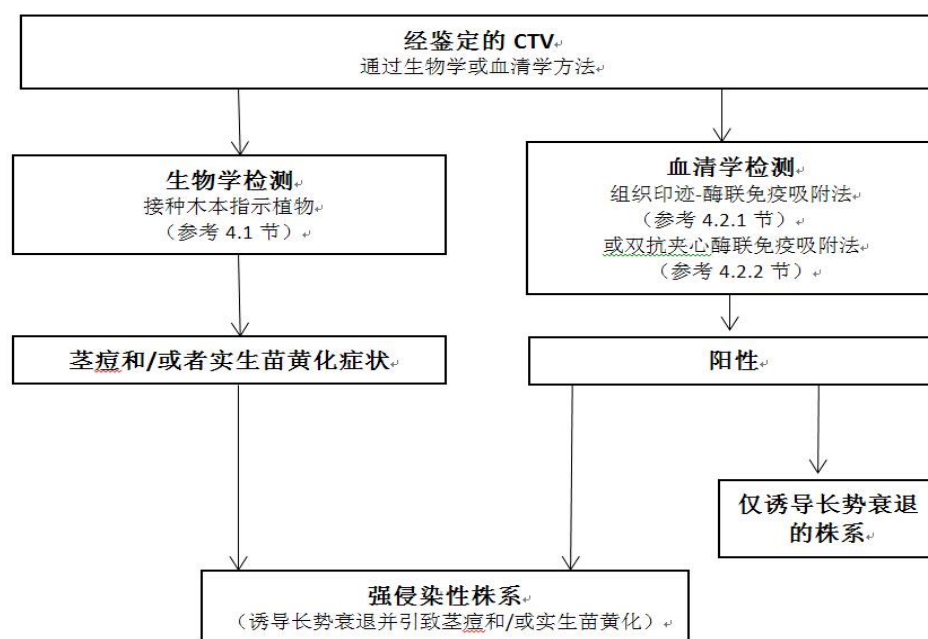 经鉴定的 CTV
通过生物学或血清学方法
生物学检测
接种木本指示植物
（参考 4.1 节）
血清学检测
组织印迹-酶联免疫吸附法
（参考 4.2.1 节）
或双抗夹心酶联免疫吸附法
（参考 4.2.2 节）
茎痘和/或者实生苗黄化症状
阳性
仅诱导长势衰退
的株系
强侵染性株系
（诱导长势衰退并引致茎痘和/或实生苗黄化）